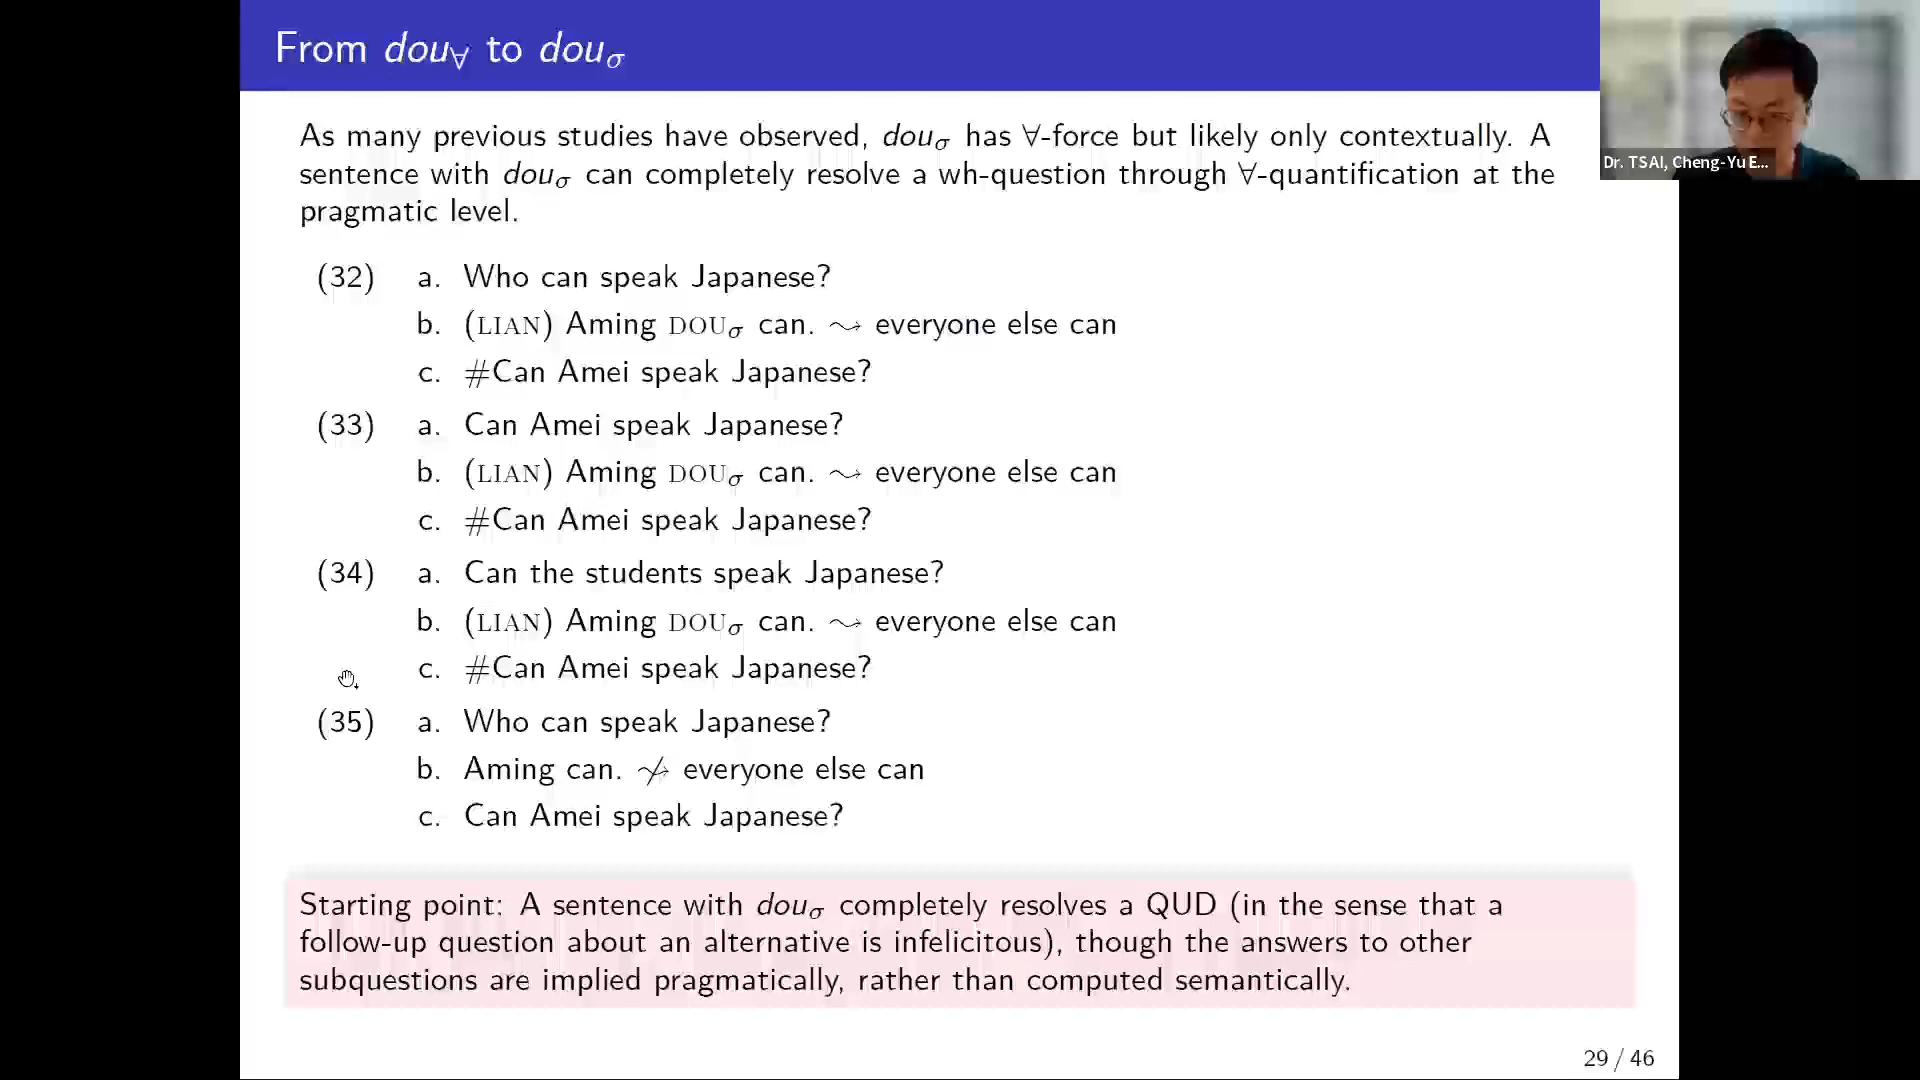 From dou∀ to douσ
Dr. TSAI, Cheng-Yu E...
As many previous studies have observed, douσ has ∀-force but likely only contextually. A
sentence with douσ can completely resolve a wh-question through ∀-quantification at the
pragmatic level.
(32) a. Who can speak Japanese?
b. (LIAN) Aming DOUσ can. ⤳ everyone else can
c. #Can Amei speak Japanese?
(33) a. Can Amei speak Japanese?
b. (LIAN) Aming DOUσ can. ⤳ everyone else can
c. #Can Amei speak Japanese?
(34) a. Can the students speak Japanese?
b. (LIAN) Aming DOUσ can. ⤳ everyone else can
c. #Can Amei speak Japanese?
(35) a. Who can speak Japanese?
b. Aming can. ⤳̸ everyone else can
c. Can Amei speak Japanese?
Starting point: A sentence with douσ completely resolves a QUD (in the sense that a
follow-up question about an alternative is infelicitous), though the answers to other
subquestions are implied pragmatically, rather than computed semantically.
29 / 46